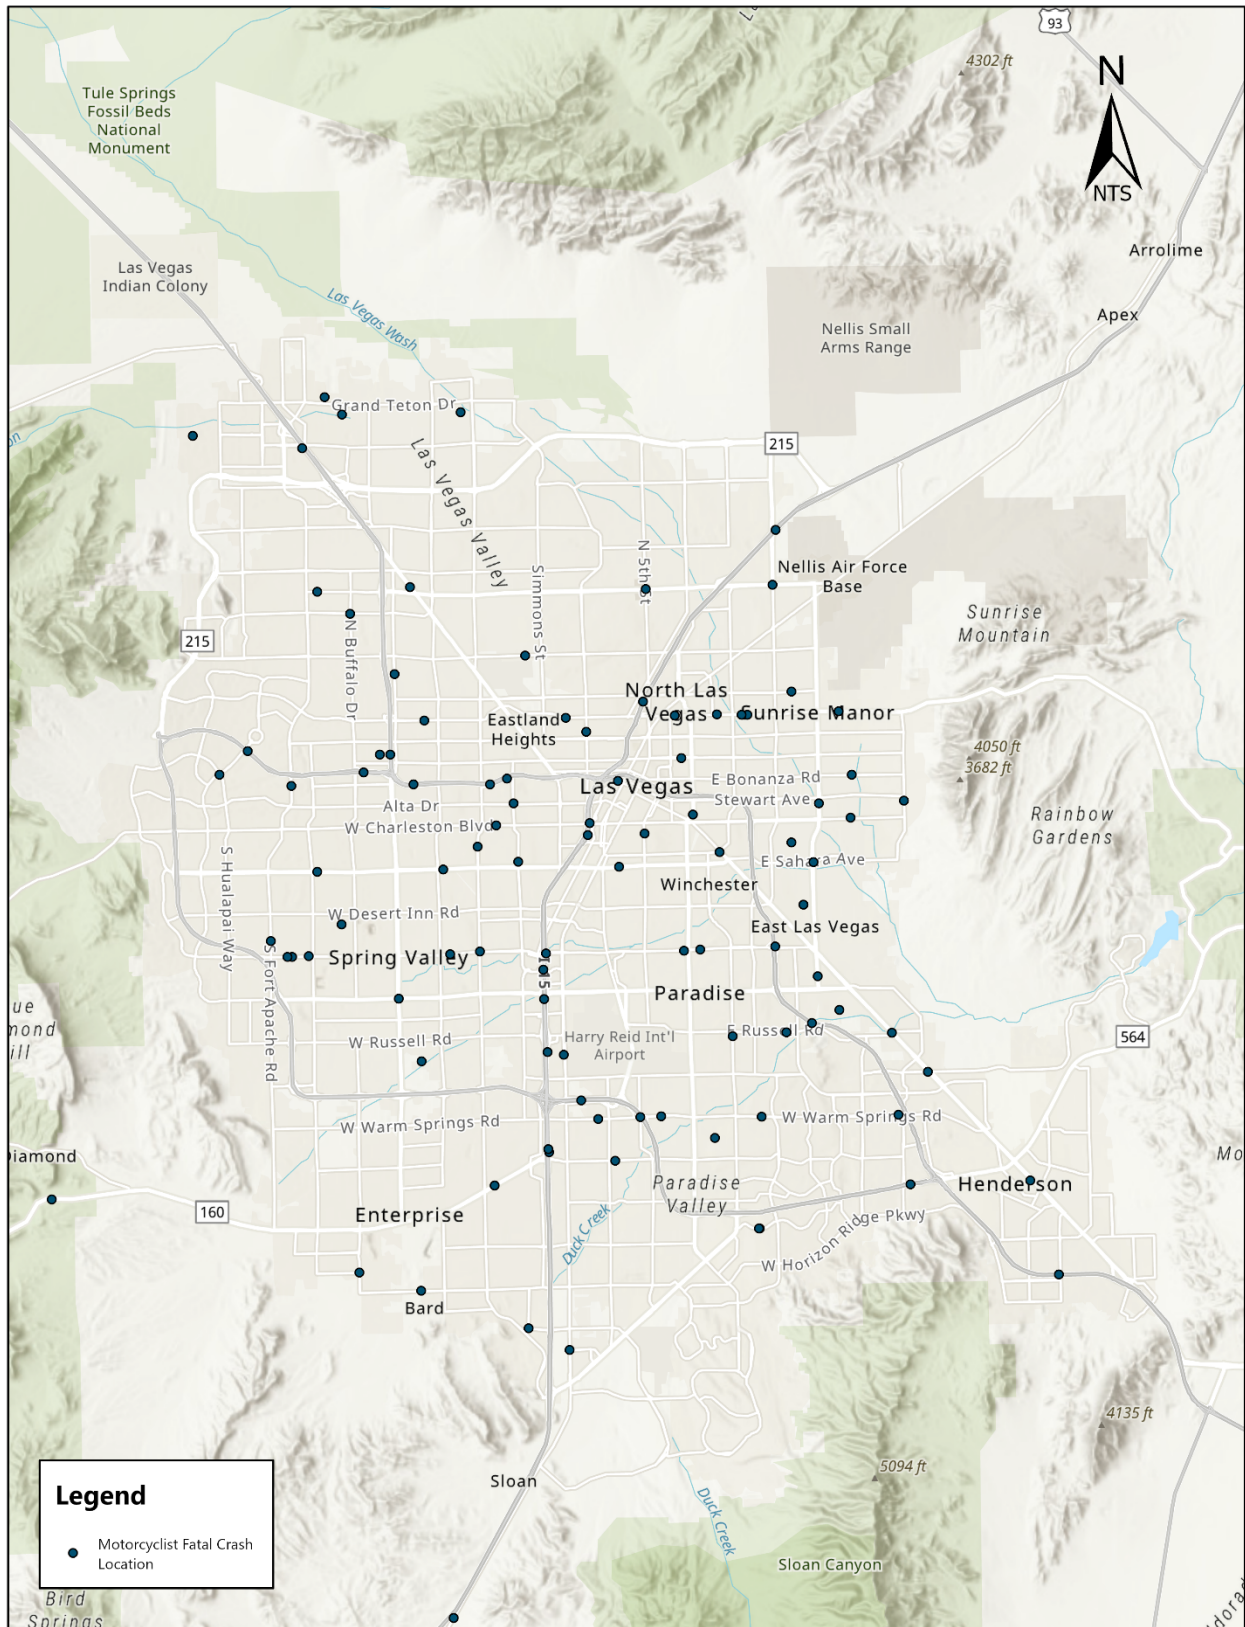 93
4302 ft
N
NTS
Tule Springs
Fossil Beds
National
Monument
Arrolime
Las Vegas
Indian Colony
Las Vegas Wash
Apex
Nellis Small
Arms Range
Grand Teton Dr
215
Las Vegas Valley
N 5th St
Simmons St
Nellis Air Force
Base
Sunrise
Mountain
215
N Buffalo Dr
North Las
Vegas
Sunrise Manor
Eastland
Heights
4050 ft
3682 ft
E Bonanza Rd
Las Vegas
Stewart Ave
Alta Dr
W Charleston Blvd
Rainbow
Gardens
E Sahara Ave
S Hualapai Way
Winchester
W Desert Inn Rd
East Las Vegas
Spring Valley
I-15
S Fort Apache Rd
Paradise
ue
mond
ill
E Russell Rd
W Russell Rd
Harry Reid Int'l
Airport
564
W Warm Springs Rd
W Warm Springs Rd
Diamond
Mo
Paradise
Valley
Henderson
160
Enterprise
Duck Creek
W Horizon Ridge Pkwy
Bard
4135 ft
5094 ft
Sloan
Legend
Motorcyclist Fatal Crash
Location
Duck Creek
Sloan Canyon
Bird
Springs